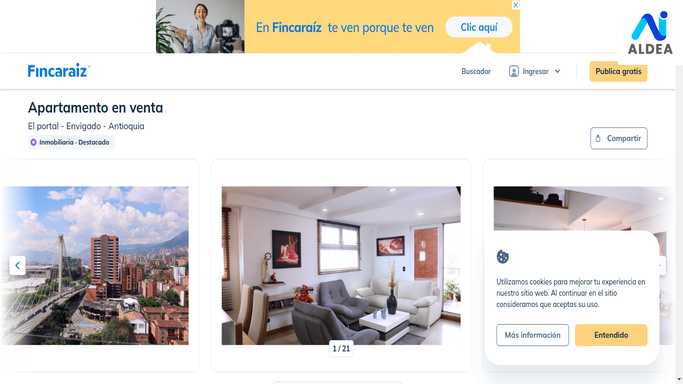 En Fincaraíz te ven porque te ven
Clic aquí
ALDEA
Fincaraiz
Buscador
Ingresar
Publica gratis
Apartamento en venta
El portal - Envigado - Antioquia
Inmobiliaria · Destacado
Compartir
1 / 21
Utilizamos cookies para mejorar tu experiencia en
nuestro sitio web. Al continuar en el sitio
consideramos que aceptas su uso.
Más información
Entendido